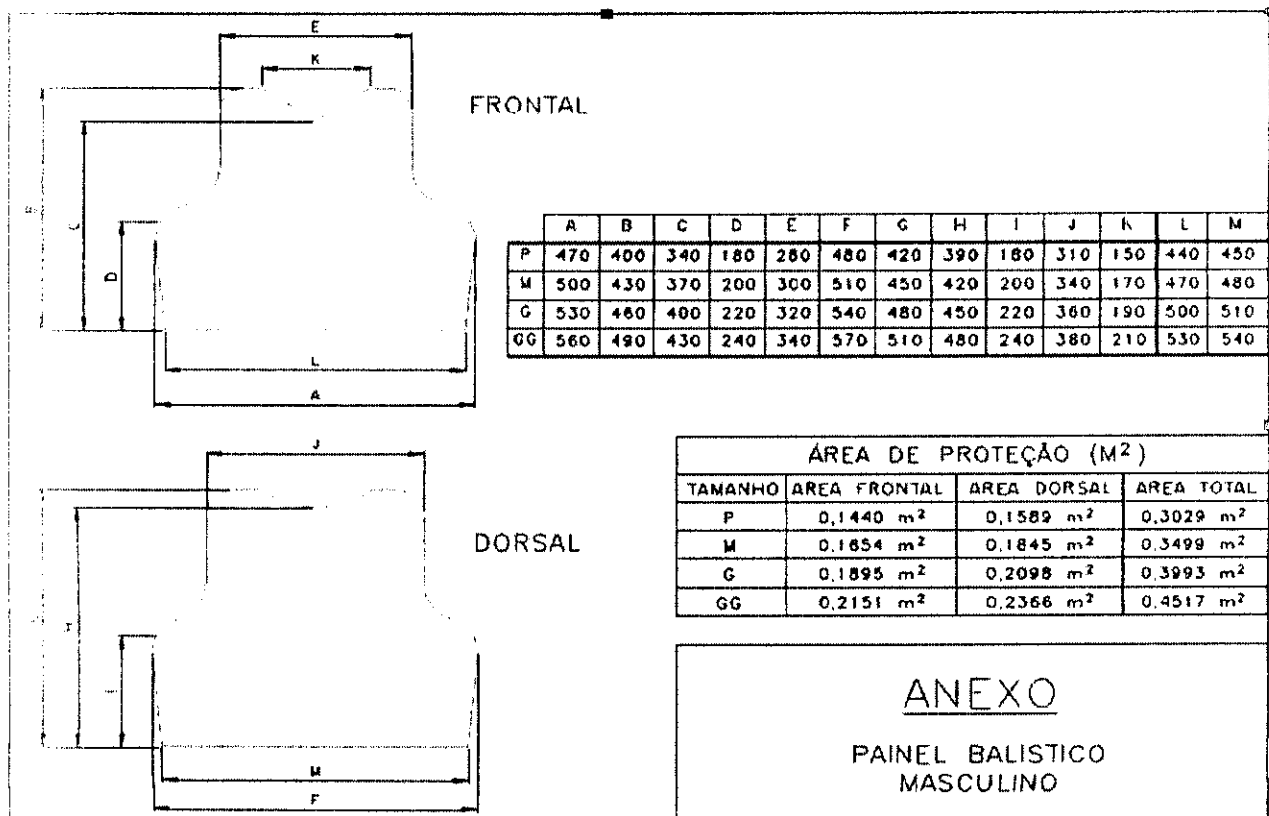 E
K
FRONTAL
B
C
D
L
A
A B C D E F G H I J K L M
P 470 400 340 180 280 480 420 390 180 310 150 440 450
M 500 430 370 200 300 510 450 420 200 340 170 470 480
G 530 460 400 220 320 540 480 450 220 360 190 500 510
GG 560 490 430 240 340 570 510 480 240 380 210 530 540
J
DORSAL
H
I
M
F
ÁREA DE PROTEÇÃO (M²)
TAMANHO AREA FRONTAL AREA DORSAL AREA TOTAL
P 0,1440 m² 0,1589 m² 0,3029 m²
M 0,1654 m² 0,1845 m² 0,3499 m²
G 0,1895 m² 0,2098 m² 0,3993 m²
GG 0,2151 m² 0,2366 m² 0,4517 m²
ANEXO
PAINEL BALISTICO
MASCULINO